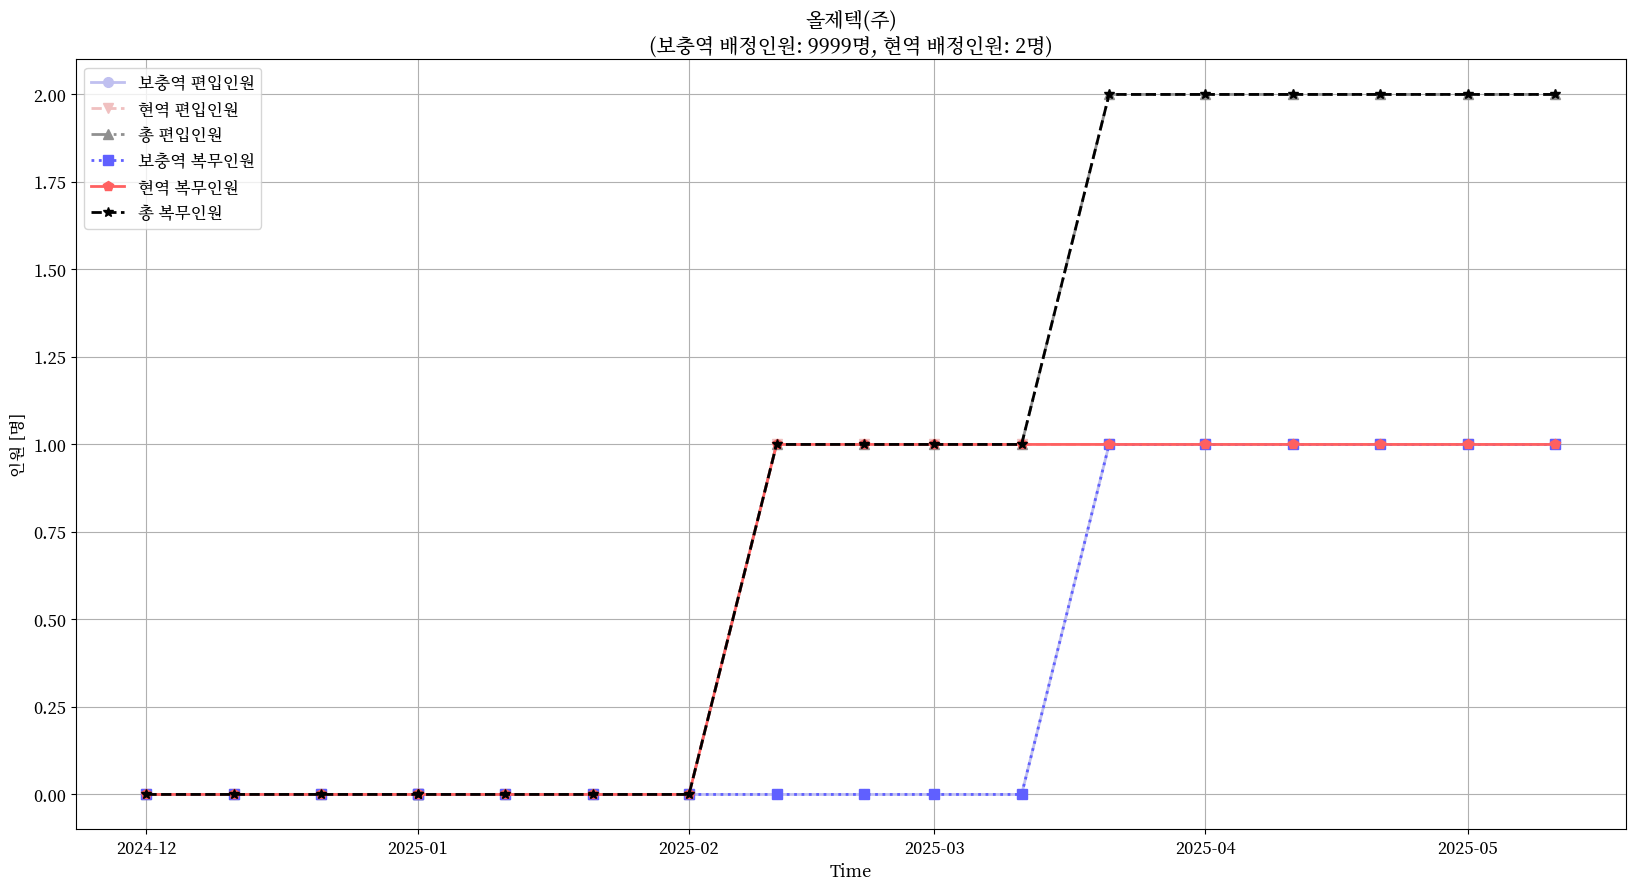 올제텍(주)
(보충역 배정인원: 9999명, 현역 배정인원: 2명)
보충역 편입인원
현역 편입인원
총 편입인원
보충역 복무인원
현역 복무인원
총 복무인원
인원 [명]
2.00
1.75
1.50
1.25
1.00
0.75
0.50
0.25
0.00
2024-12 2025-01 2025-02 2025-03 2025-04 2025-05
Time